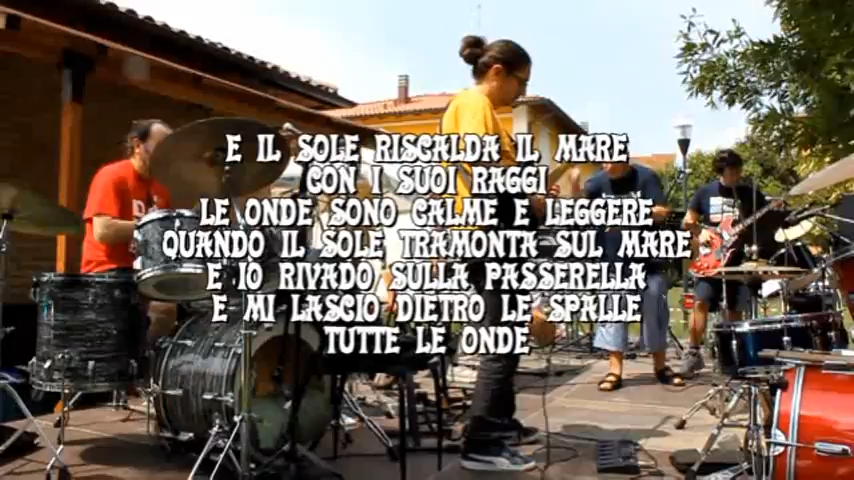 E IL SOLE RISCALDA IL MARE
CON I SUOI RAGGI
LE ONDE SONO CALME E LEGGERE
QUANDO IL SOLE TRAMONTA SUL MARE
E IO RIVADO SULLA PASSERELLA
E MI LASCIO DIETRO LE SPALLE
TUTTE LE ONDE